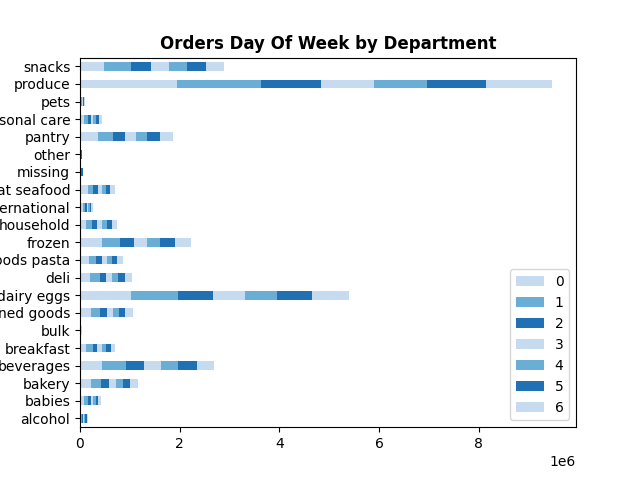 Orders Day Of Week by Department
snacks
produce
pets
sonal care
pantry
other
missing
at seafood
ernational
household
frozen
oods pasta
deli
dairy eggs
ned goods
bulk
breakfast
beverages
bakery
babies
alcohol
0
1
2
3
4
5
6
0 2 4 6 8
1e6